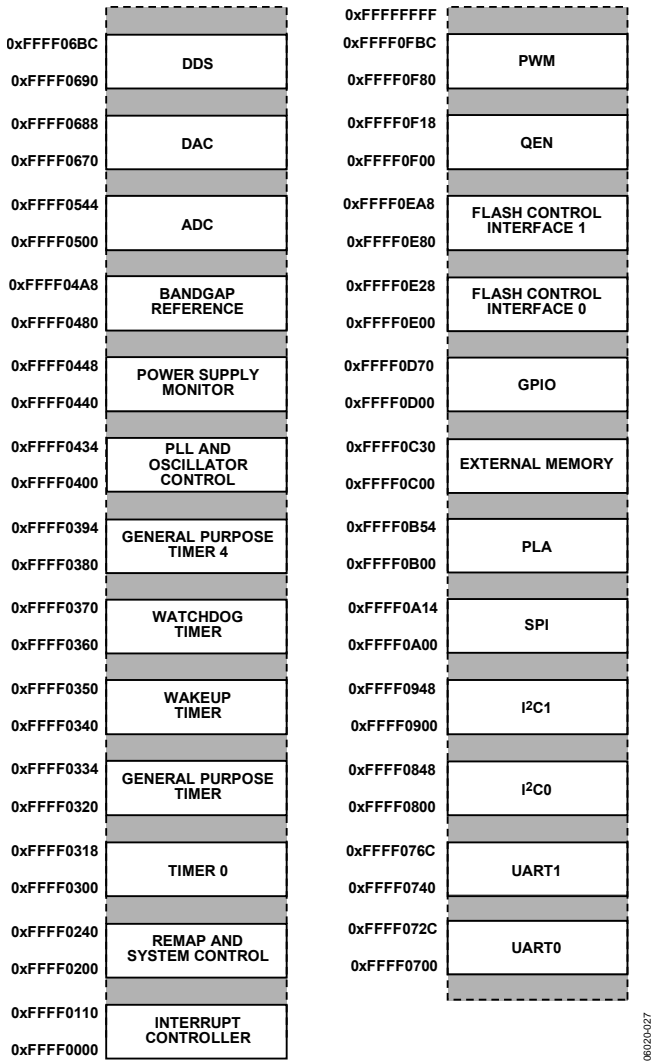 0xFFFF06BC
DDS
0xFFFF0690
0xFFFF0688
DAC
0xFFFF0670
0xFFFF0544
ADC
0xFFFF0500
0xFFFF04A8
BANDGAP
REFERENCE
0xFFFF0480
0xFFFF0448
POWER SUPPLY
MONITOR
0xFFFF0440
0xFFFF0434
PLL AND
OSCILLATOR
CONTROL
0xFFFF0400
0xFFFF0394
GENERAL PURPOSE
TIMER 4
0xFFFF0380
0xFFFF0370
WATCHDOG
TIMER
0xFFFF0360
0xFFFF0350
WAKEUP
TIMER
0xFFFF0340
0xFFFF0334
GENERAL PURPOSE
TIMER
0xFFFF0320
0xFFFF0318
TIMER 0
0xFFFF0300
0xFFFF0240
REMAP AND
SYSTEM CONTROL
0xFFFF0200
0xFFFF0110
INTERRUPT
CONTROLLER
0xFFFF0000
0xFFFFFFFF
0xFFFF0FBC
PWM
0xFFFF0F80
0xFFFF0F18
QEN
0xFFFF0F00
0xFFFF0EA8
FLASH CONTROL
INTERFACE 1
0xFFFF0E80
0xFFFF0E28
FLASH CONTROL
INTERFACE 0
0xFFFF0E00
0xFFFF0D70
GPIO
0xFFFF0D00
0xFFFF0C30
EXTERNAL MEMORY
0xFFFF0C00
0xFFFF0B54
PLA
0xFFFF0B00
0xFFFF0A14
SPI
0xFFFF0A00
0xFFFF0948
I²C1
0xFFFF0900
0xFFFF0848
I²C0
0xFFFF0800
0xFFFF076C
UART1
0xFFFF0740
0xFFFF072C
UART0
0xFFFF0700
06020-027